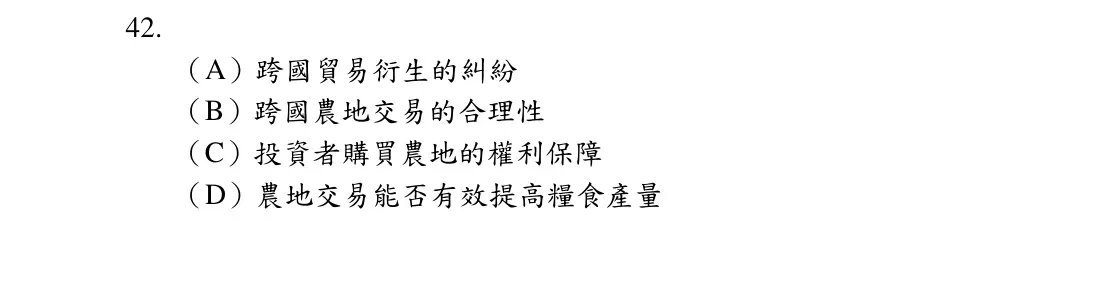 42.
（A）跨國貿易衍生的糾紛
（B）跨國農地交易的合理性
（C）投資者購買農地的權利保障
（D）農地交易能否有效提高糧食產量